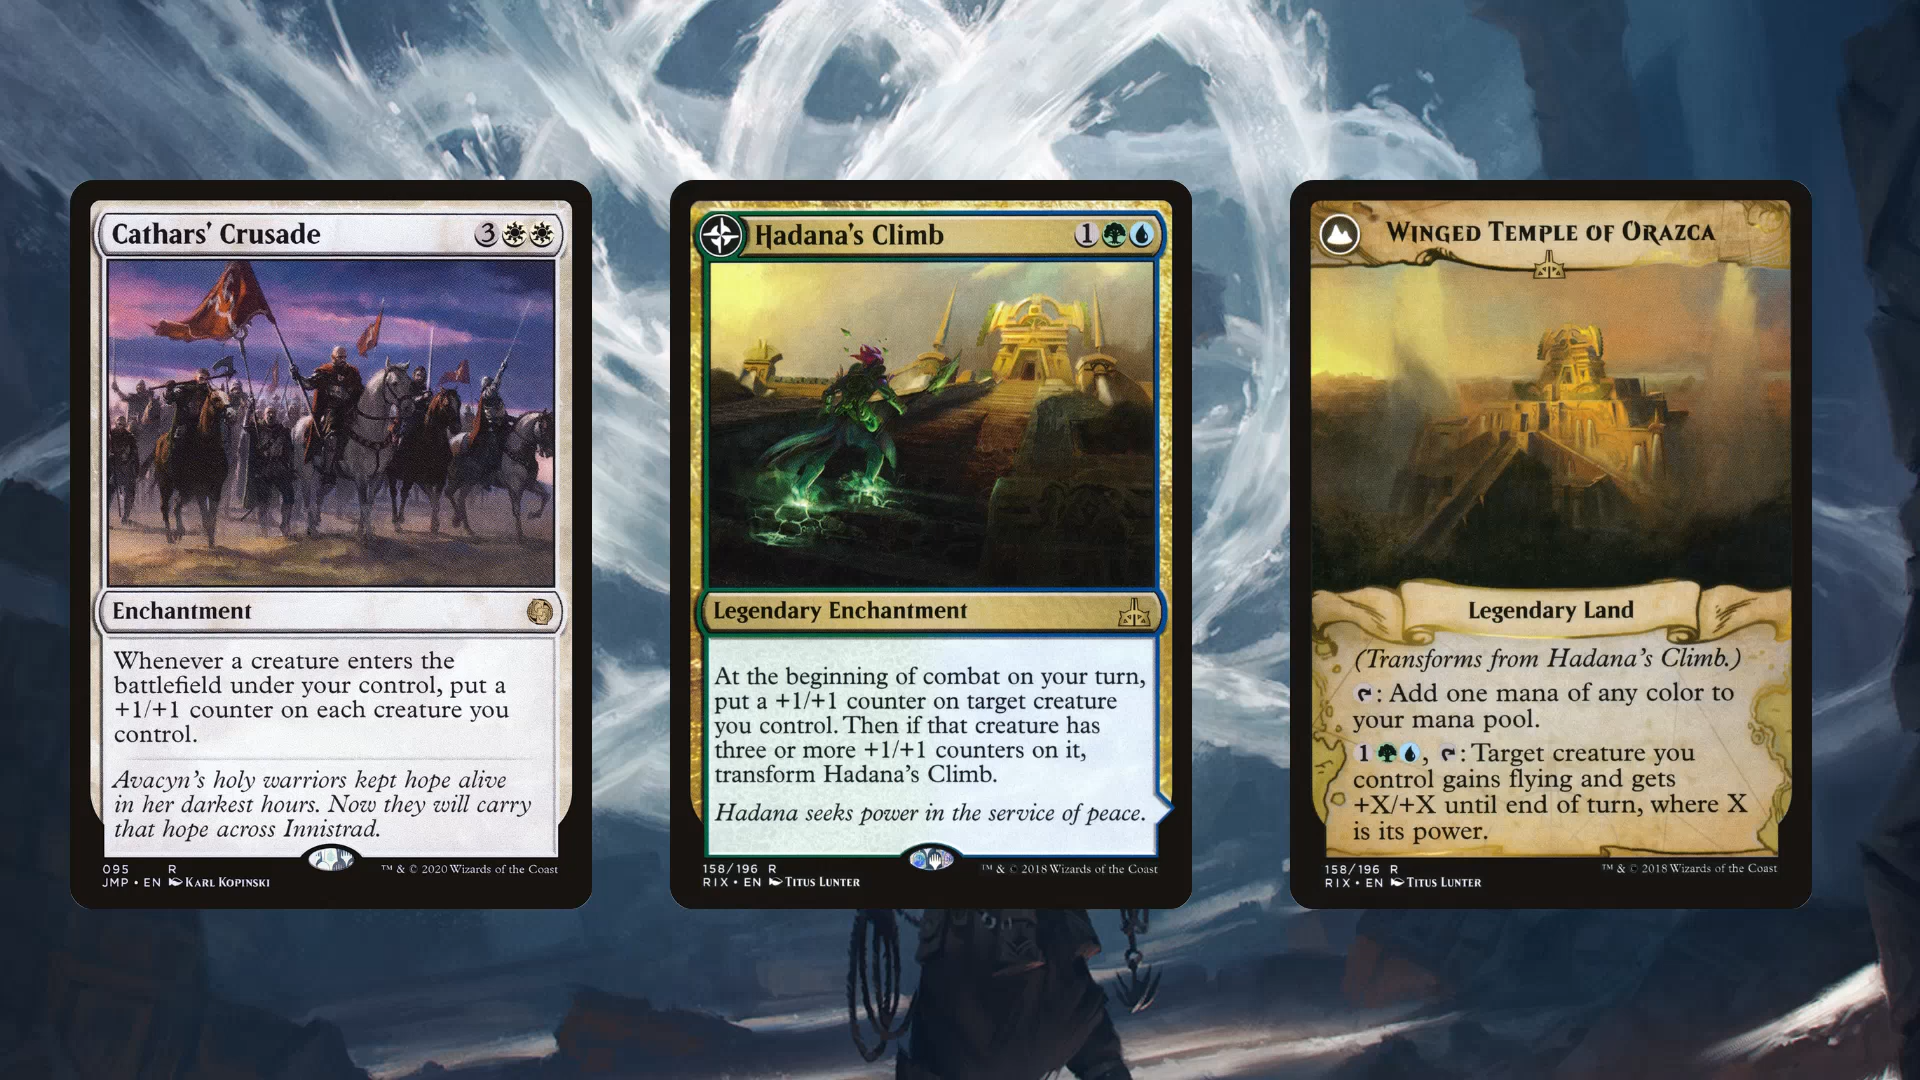 Cathars' Crusade
3
Enchantment
Whenever a creature enters the
battlefield under your control, put a
+1/+1 counter on each creature you
control.
Avacyn's holy warriors kept hope alive
in her darkest hours. Now they will carry
that hope across Innistrad.
095 R
JMP • EN KARL KOPINSKI
™ & © 2020 Wizards of the Coast
Hadana's Climb
1
Legendary Enchantment
At the beginning of combat on your turn,
put a +1/+1 counter on target creature
you control. Then if that creature has
three or more +1/+1 counters on it,
transform Hadana's Climb.
Hadana seeks power in the service of peace.
158/196 R
RIX • EN TITUS LUNTER
™ & © 2018 Wizards of the Coast
WINGED TEMPLE OF ORAZCA
Legendary Land
(Transforms from Hadana's Climb.)
: Add one mana of any color to
your mana pool.
1 , : Target creature you
control gains flying and gets
+X/+X until end of turn, where X
is its power.
158/196 R
RIX • EN TITUS LUNTER
™ & © 2018 Wizards of the Coast